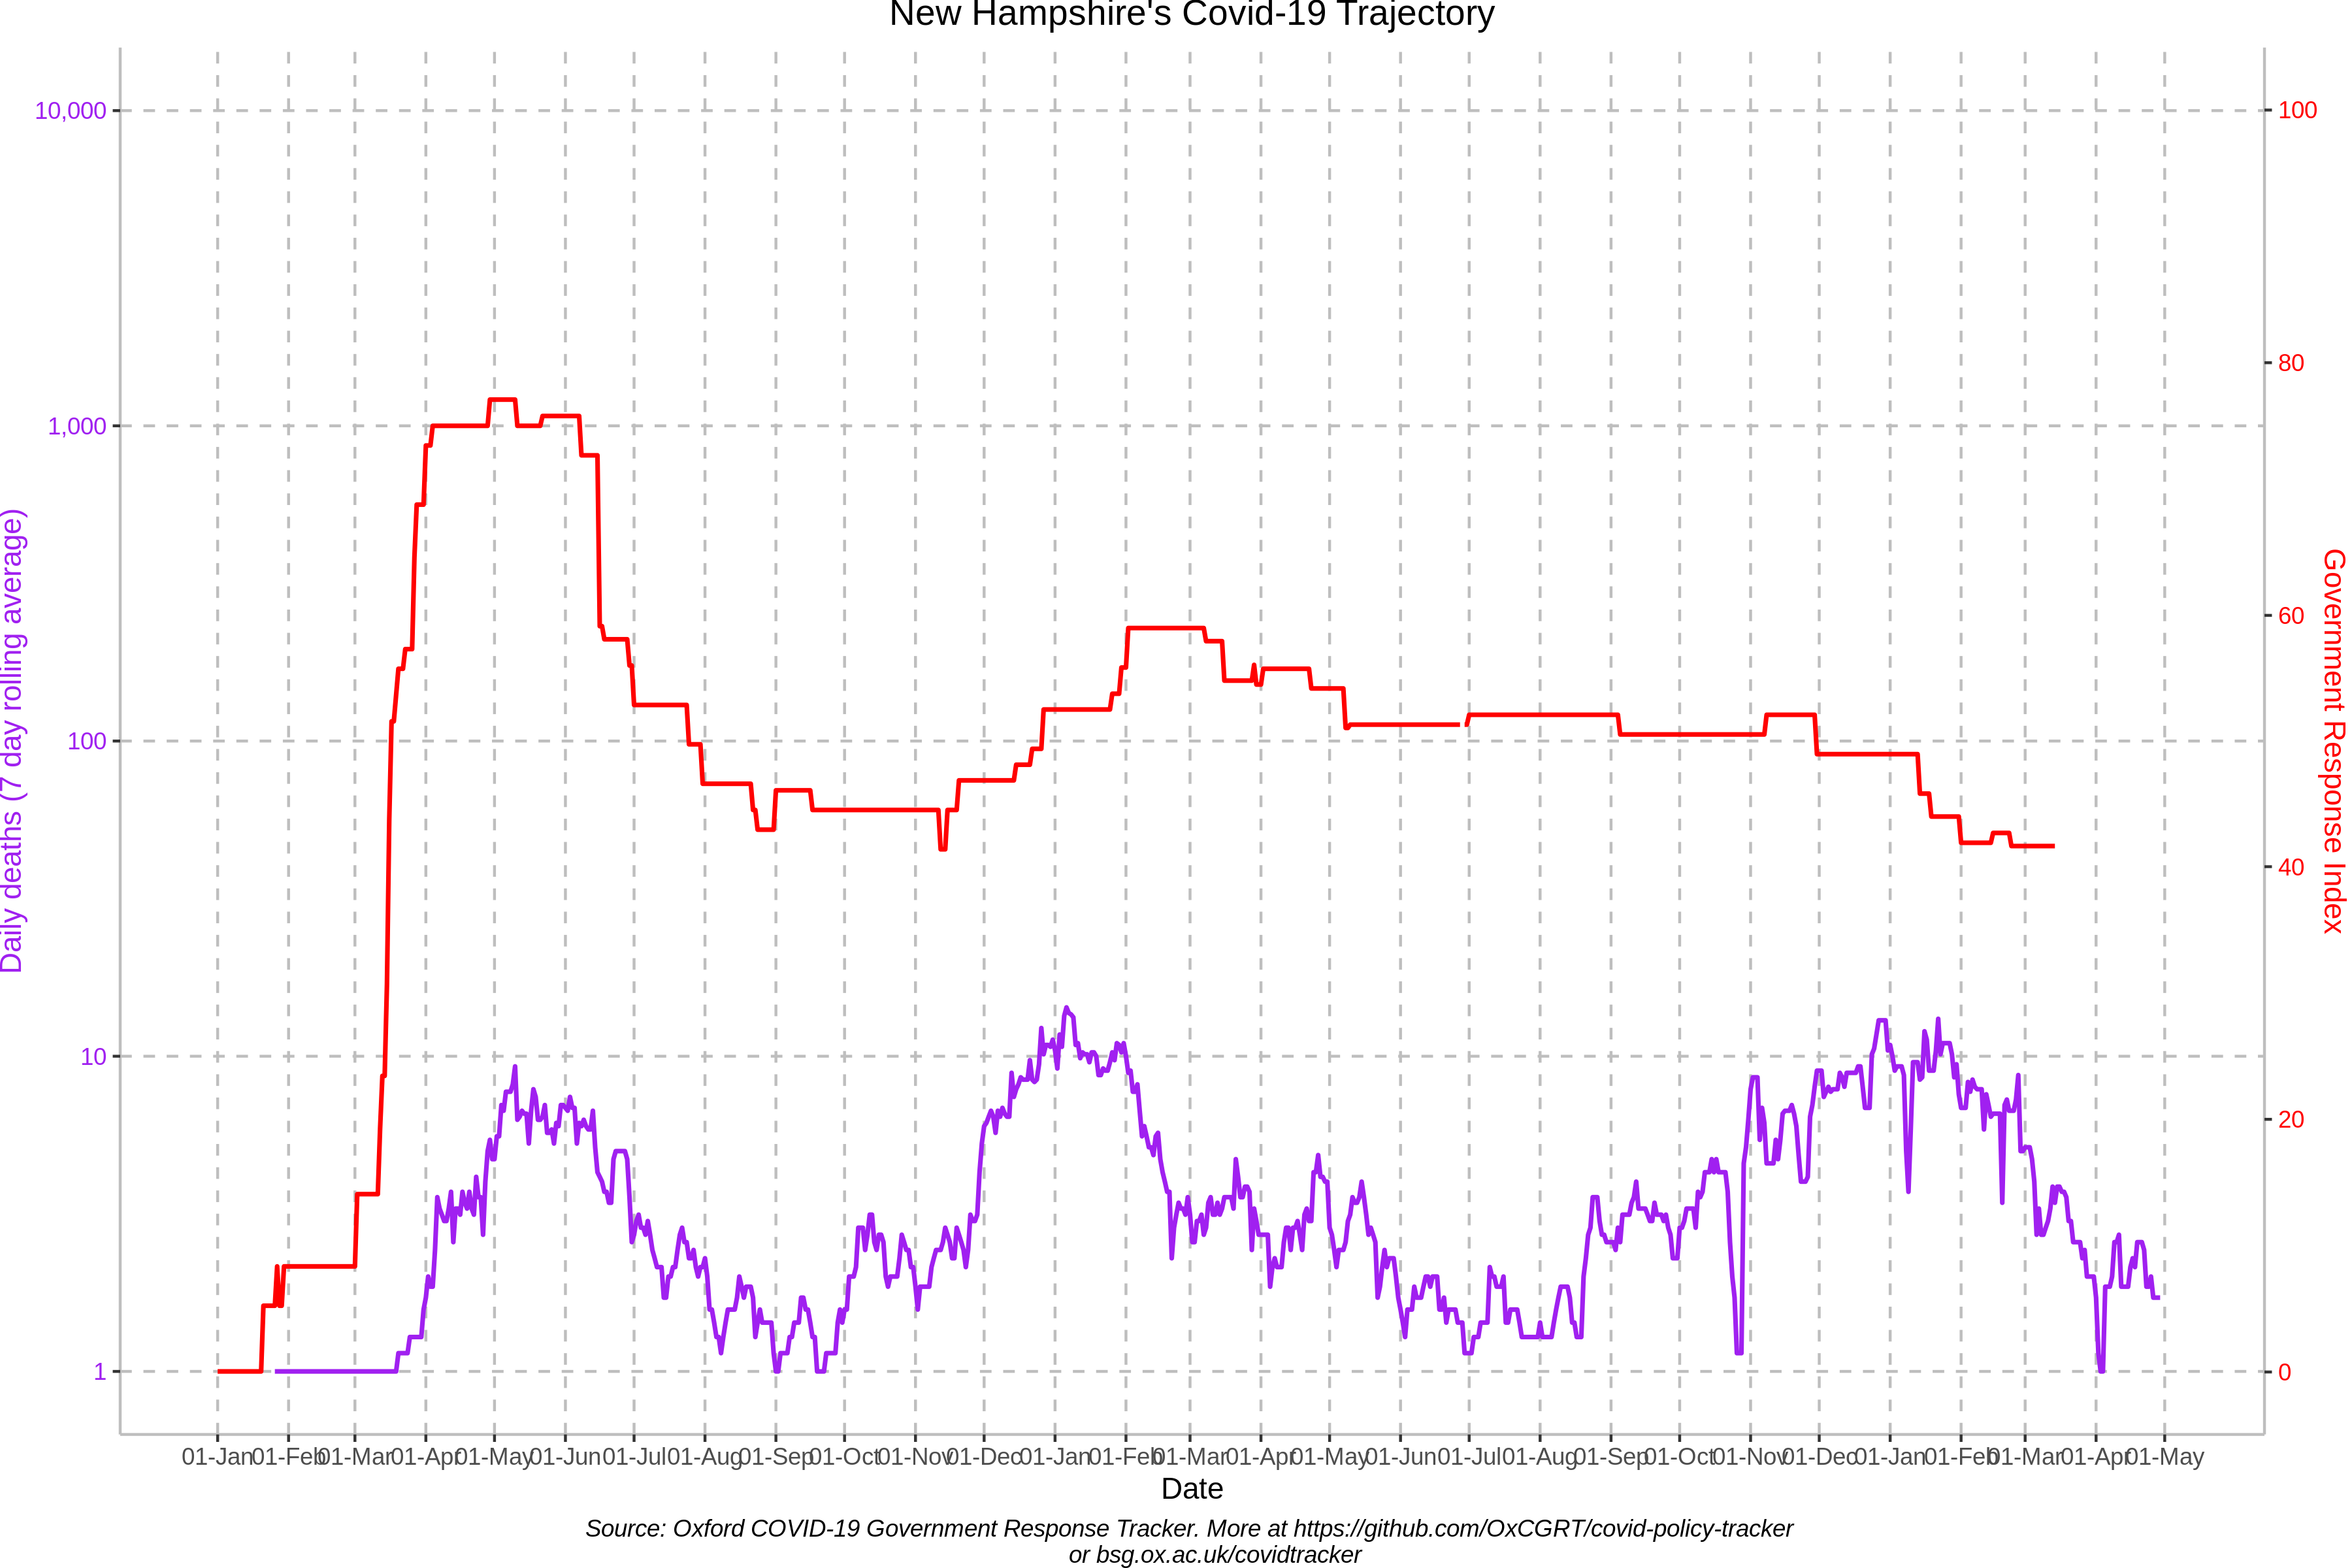 New Hampshire's Covid-19 Trajectory
10,000
1,000
100
10
1
Daily deaths (7 day rolling average)
100
80
60
40
20
0
Government Response Index
01-Jan 01-Feb 01-Mar 01-Apr 01-May 01-Jun 01-Jul 01-Aug 01-Sep 01-Oct 01-Nov 01-Dec 01-Jan 01-Feb 01-Mar 01-Apr 01-May 01-Jun 01-Jul 01-Aug 01-Sep 01-Oct 01-Nov 01-Dec 01-Jan 01-Feb 01-Mar 01-Apr 01-May
Date
Source: Oxford COVID-19 Government Response Tracker. More at https://github.com/OxCGRT/covid-policy-tracker
or bsg.ox.ac.uk/covidtracker